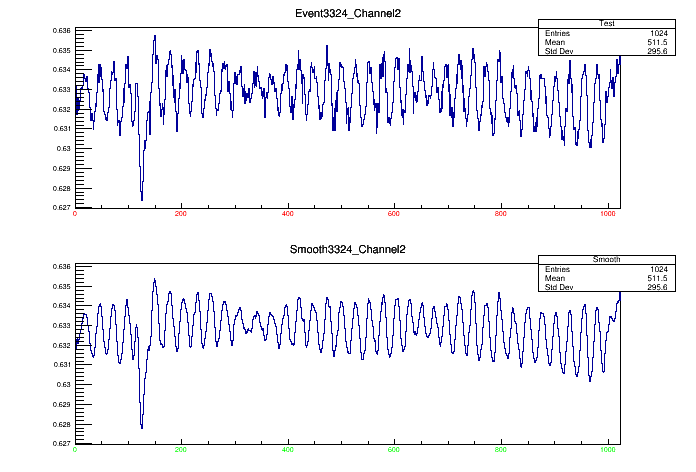 Event3324_Channel2
Test
Entries 1024
Mean 511.5
Std Dev 295.6
0.636
0.635
0.634
0.633
0.632
0.631
0.63
0.629
0.628
0.627
0 200 400 600 800 1000
Smooth3324_Channel2
Smooth
Entries 1024
Mean 511.5
Std Dev 295.6
0.636
0.635
0.634
0.633
0.632
0.631
0.63
0.629
0.628
0.627
0 200 400 600 800 1000